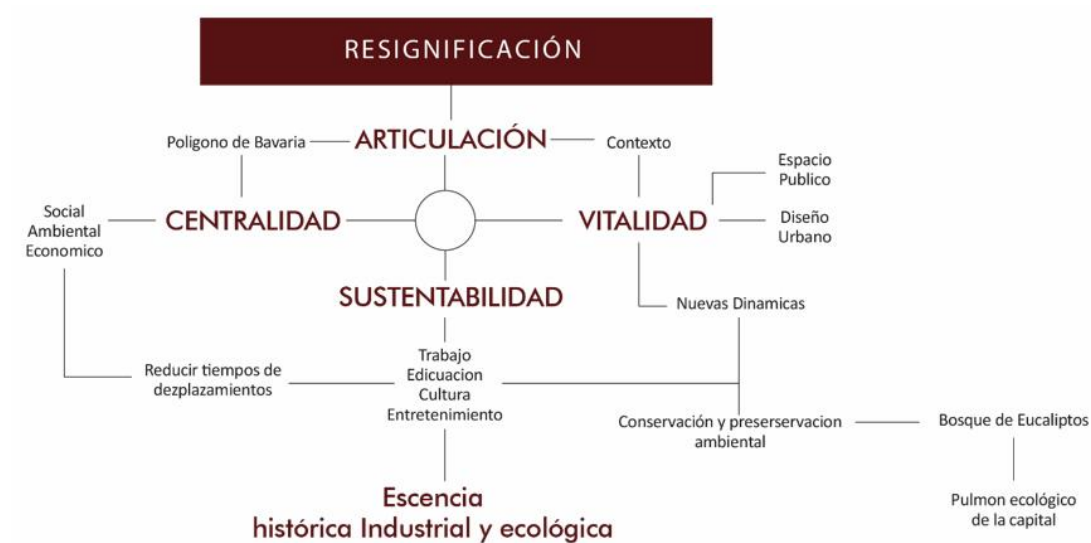 RESIGNIFICACIÓN
Poligono de Bavaria
ARTICULACIÓN
Contexto
Espacio
Publico
Social
Ambiental
Economico
CENTRALIDAD
VITALIDAD
Diseño
Urbano
SUSTENTABILIDAD
Nuevas Dinamicas
Reducir tiempos de
dezplazamientos
Trabajo
Edicuacion
Cultura
Entretenimiento
Conservación y preserservacion
ambiental
Bosque de Eucaliptos
Pulmon ecológico
de la capital
Escencia
histórica Industrial y ecológica